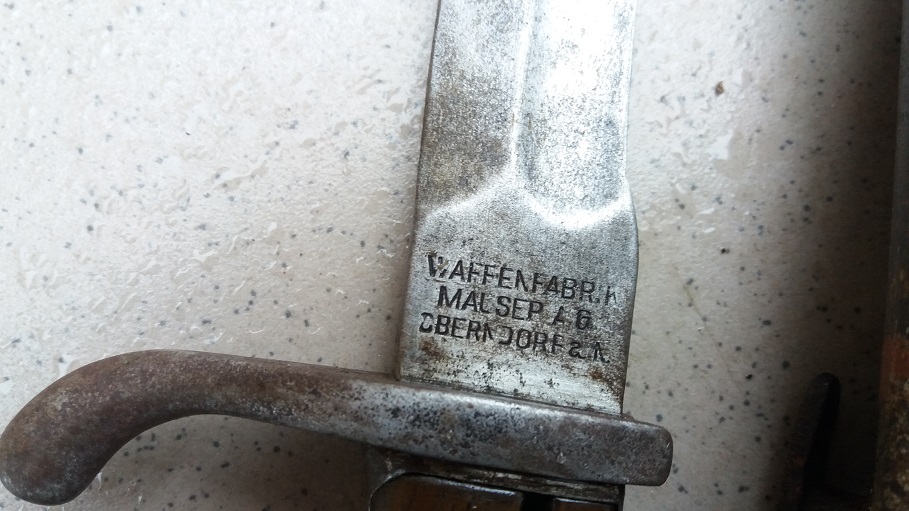 WAFFENFABRIK
MAUSER A.G.
OBERNDORF a.N.